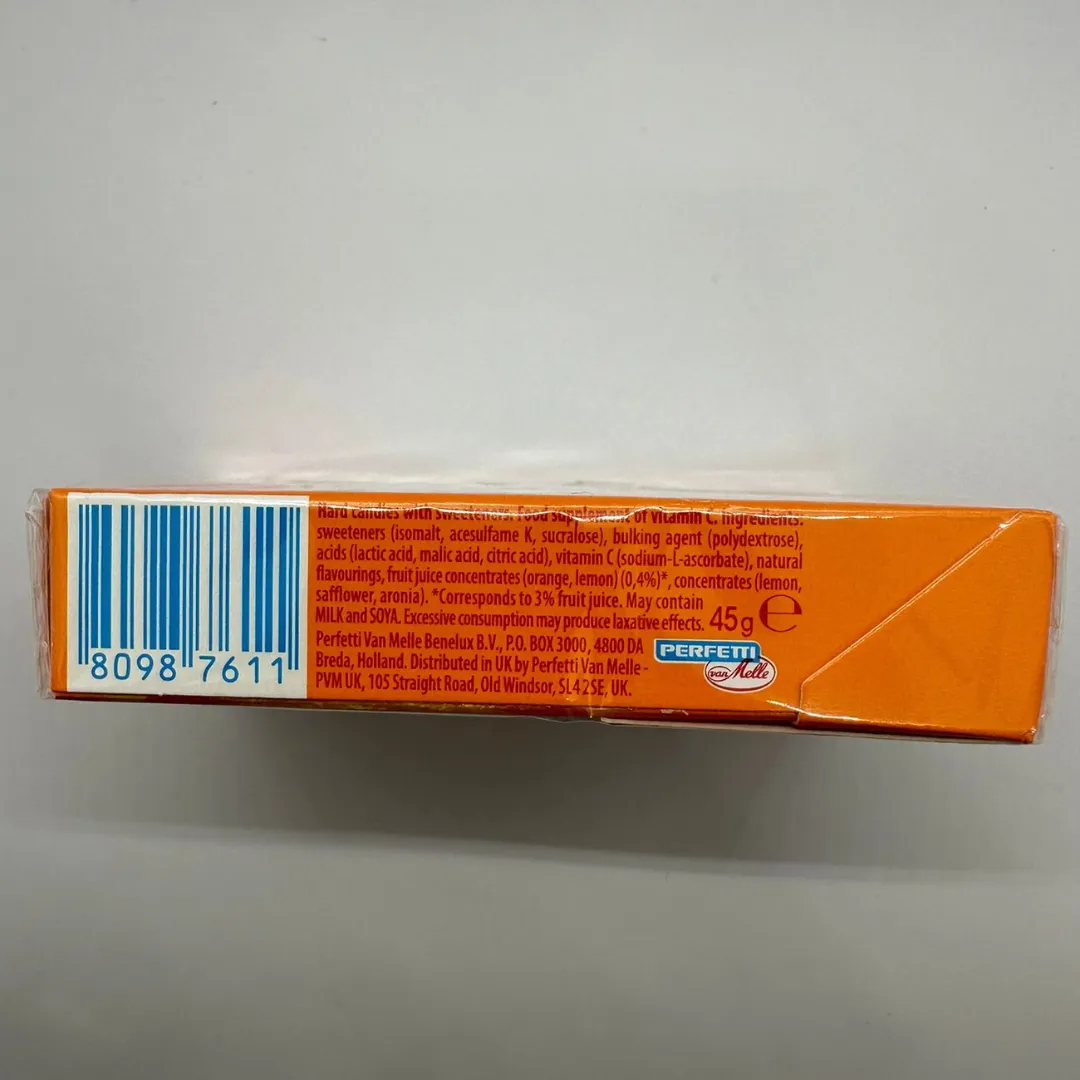 Hard candies with sweeteners. Food supplement of Vitamin C. Ingredients:
sweeteners (isomalt, acesulfame K, sucralose), bulking agent (polydextrose),
acids (lactic acid, malic acid, citric acid), vitamin C (sodium-L-ascorbate), natural
flavourings, fruit juice concentrates (orange, lemon) (0,4%)*, concentrates (lemon,
safflower, aronia). *Corresponds to 3% fruit juice. May contain
MILK and SOYA. Excessive consumption may produce laxative effects. 45g ℮
Perfetti Van Melle Benelux B.V., P.O. BOX 3000, 4800 DA
Breda, Holland. Distributed in UK by Perfetti Van Melle -
PVM UK, 105 Straight Road, Old Windsor, SL4 2SE, UK.
PERFETTI
van Melle
8098 7611